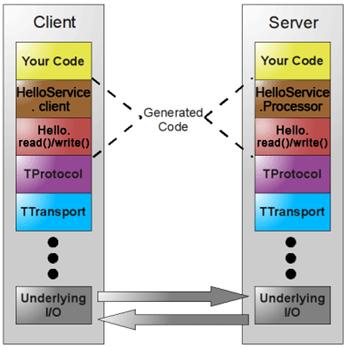 Client
Your Code
HelloService
.client
Hello.
read()/write()
TProtocol
TTransport
Underlying
I/O
Generated
Code
Server
Your Code
HelloService
.Processor
Hello.
read()/write()
TProtocol
TTransport
Underlying
I/O